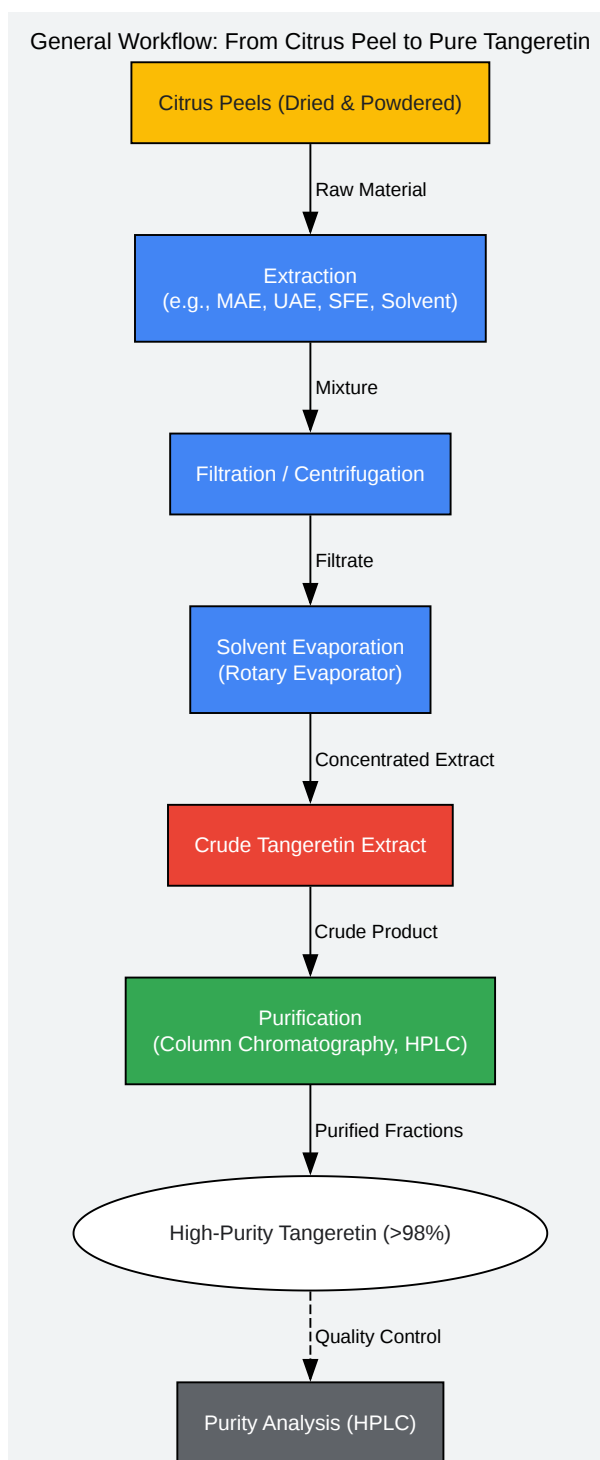 General Workflow: From Citrus Peel to Pure Tangeretin
Citrus Peels (Dried & Powdered)
Raw Material
Extraction
(e.g., MAE, UAE, SFE, Solvent)
Mixture
Filtration / Centrifugation
Filtrate
Solvent Evaporation
(Rotary Evaporator)
Concentrated Extract
Crude Tangeretin Extract
Crude Product
Purification
(Column Chromatography, HPLC)
Purified Fractions
High-Purity Tangeretin (>98%)
Quality Control
Purity Analysis (HPLC)